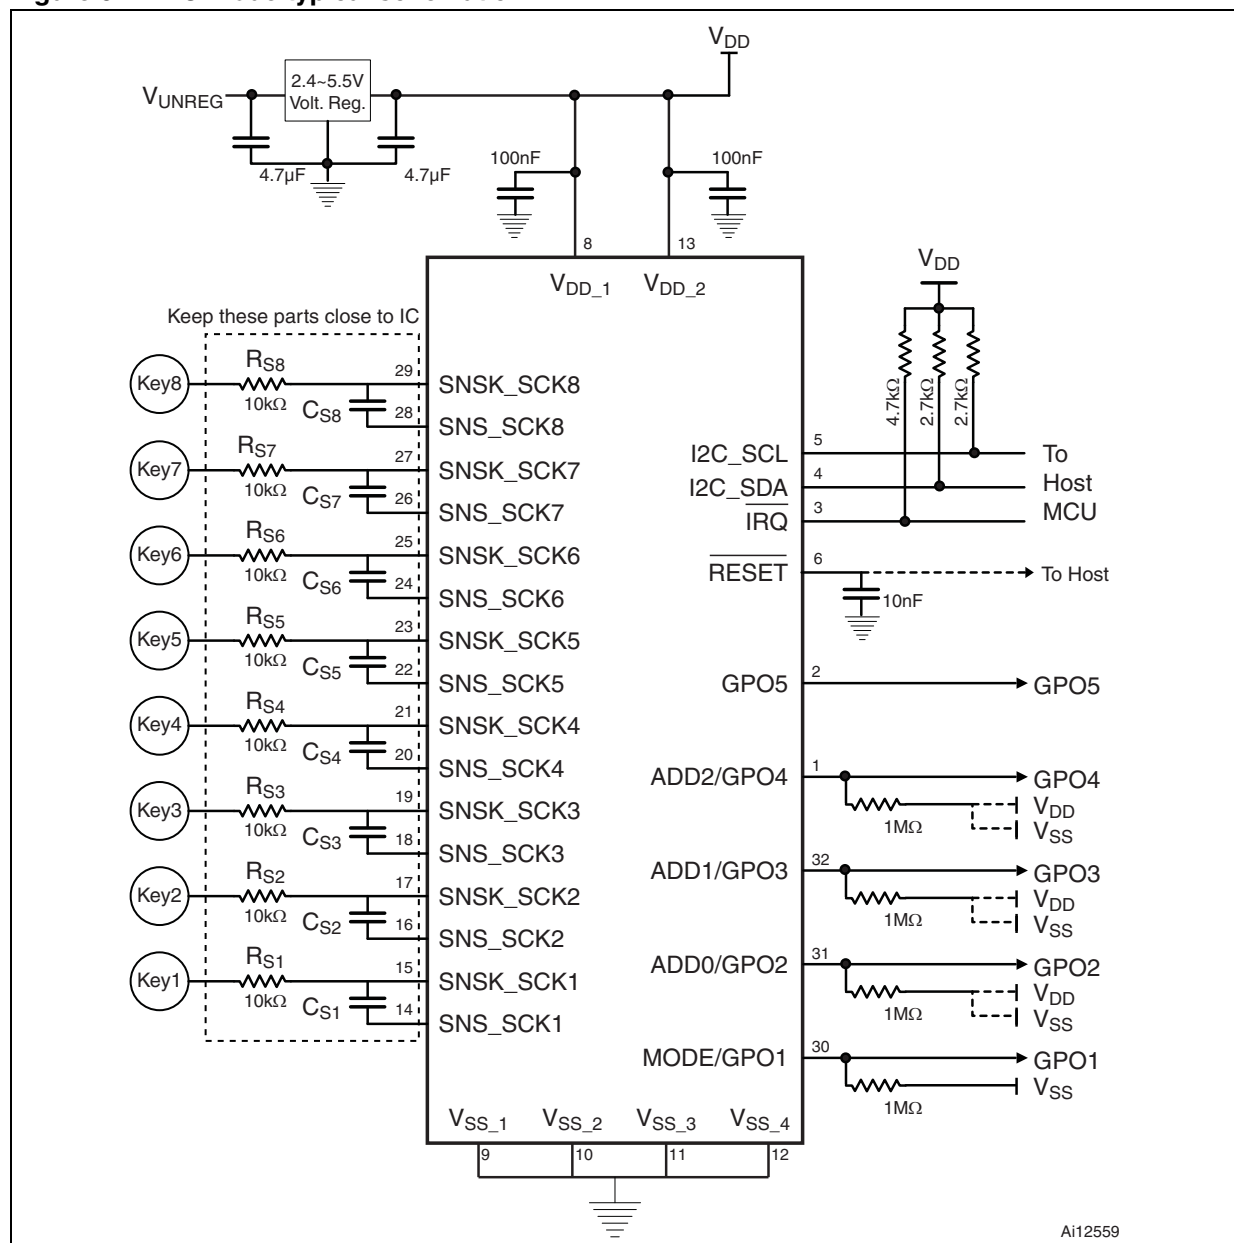 VDD
2.4~5.5V
Volt. Reg.
VUNREG
4.7µF
4.7µF
100nF
100nF
8
13
VDD_1
VDD_2
VDD
Keep these parts close to IC
4.7kΩ
2.7kΩ
2.7kΩ
Key8
RS8
10kΩ
CS8
29
SNSK_SCK8
28
SNS_SCK8
Key7
RS7
10kΩ
CS7
27
SNSK_SCK7
26
SNS_SCK7
Key6
RS6
10kΩ
CS6
25
SNSK_SCK6
24
SNS_SCK6
Key5
RS5
10kΩ
CS5
23
SNSK_SCK5
22
SNS_SCK5
Key4
RS4
10kΩ
CS4
21
SNSK_SCK4
20
SNS_SCK4
Key3
RS3
10kΩ
CS3
19
SNSK_SCK3
18
SNS_SCK3
Key2
RS2
10kΩ
CS2
17
SNSK_SCK2
16
SNS_SCK2
Key1
RS1
10kΩ
CS1
15
SNSK_SCK1
14
SNS_SCK1
I2C_SCL
5
To
I2C_SDA
4
Host
IRQ
3
MCU
RESET
6
To Host
10nF
GPO5
2
GPO5
ADD2/GPO4
1
GPO4
1MΩ
VDD
VSS
ADD1/GPO3
32
GPO3
1MΩ
VDD
VSS
ADD0/GPO2
31
GPO2
1MΩ
VDD
VSS
MODE/GPO1
30
GPO1
1MΩ
VSS
VSS_1
VSS_2
VSS_3
VSS_4
9
10
11
12
Ai12559